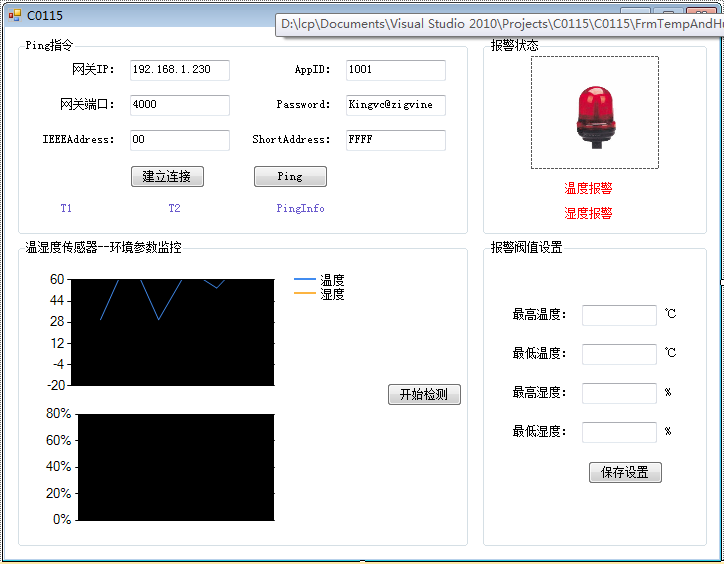 C0115
D:\lcp\Documents\Visual Studio 2010\Projects\C0115\C0115\FrmTempAndHu
Ping指令
网关IP: 192.168.1.230 AppID: 1001
网关端口: 4000 Password: Kingvc@zigvine
IEEEAddress: 00 ShortAddress: FFFF
建立连接 Ping
T1 T2 PingInfo
报警状态
温度报警
湿度报警
温湿度传感器--环境参数监控
60
44
28
12
-4
-20
温度
湿度
开始检测
80%
60%
40%
20%
0%
报警阀值设置
最高温度: ℃
最低温度: ℃
最高湿度: %
最低湿度: %
保存设置